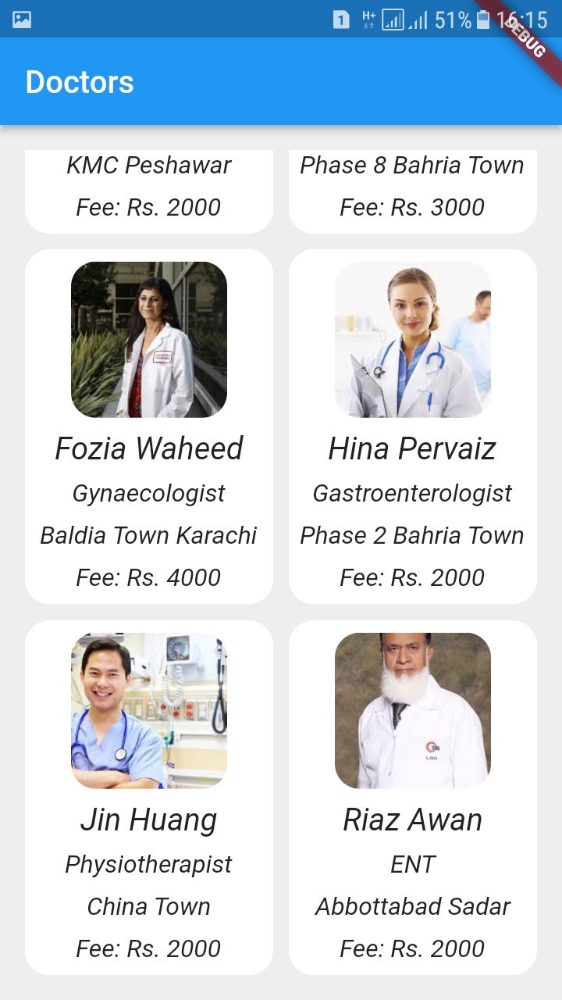 1 H+ 51% 16:15
DEBUG
Doctors
KMC Peshawar
Fee: Rs. 2000
Phase 8 Bahria Town
Fee: Rs. 3000
Fozia Waheed
Gynaecologist
Baldia Town Karachi
Fee: Rs. 4000
Hina Pervaiz
Gastroenterologist
Phase 2 Bahria Town
Fee: Rs. 2000
Jin Huang
Physiotherapist
China Town
Fee: Rs. 2000
Riaz Awan
ENT
Abbottabad Sadar
Fee: Rs. 2000